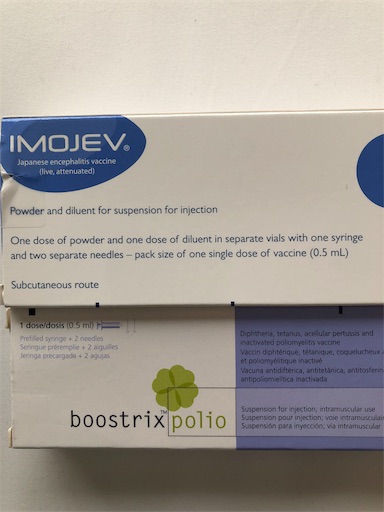 IMOJEV®
Japanese encephalitis vaccine
(live, attenuated)
Powder and diluent for suspension for injection
One dose of powder and one dose of diluent in separate vials with one syringe
and two separate needles – pack size of one single dose of vaccine (0.5 mL)
Subcutaneous route
1 dose/dosis (0.5 ml)
Prefilled syringe + 2 needles
Seringue préremplie + 2 aiguilles
Jeringa precargada + 2 agujas
Diphtheria, tetanus, acellular pertussis and
inactivated poliomyelitis vaccine
Vaccin diphtérique, tétanique, coquelucheux
et poliomyélitique inactivé
Vacuna antidiftérica, antitetánica,
antipoliomielítica inactivada
boostrix™ polio
Suspension for injection, intramuscular use
Suspension pour injection; voie intramusculaire
Suspensión para inyección; vía intramuscular